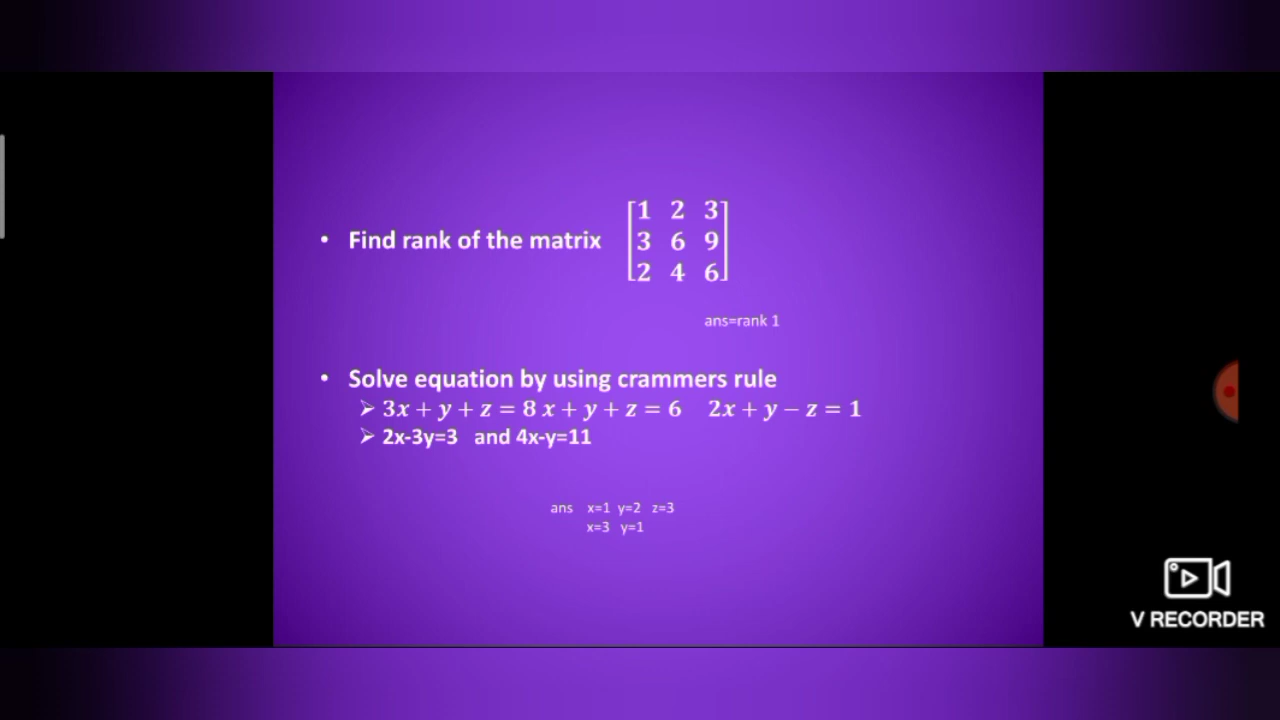 • Find rank of the matrix
1 2 3
3 6 9
2 4 6
ans=rank 1
• Solve equation by using crammers rule
➢ 3x + y + z = 8 x + y + z = 6 2x + y − z = 1
➢ 2x-3y=3 and 4x-y=11
ans x=1 y=2 z=3
x=3 y=1
V RECORDER